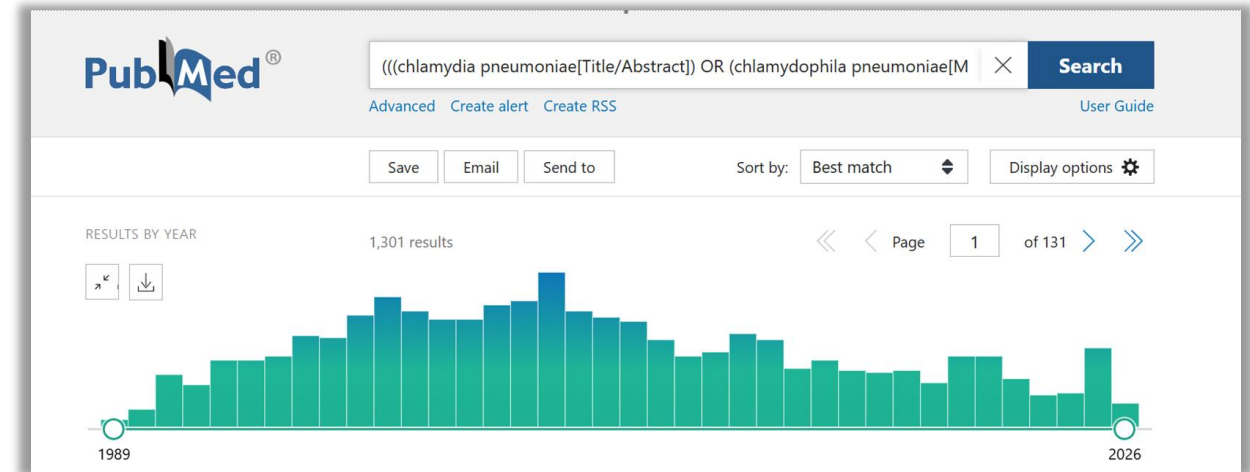 PubMed®
(((chlamydia pneumoniae[Title/Abstract]) OR (chlamydophila pneumoniae[M
Search
Advanced Create alert Create RSS
User Guide
Save Email Send to
Sort by: Best match
Display options
RESULTS BY YEAR
1,301 results
Page 1 of 131
1989
2026